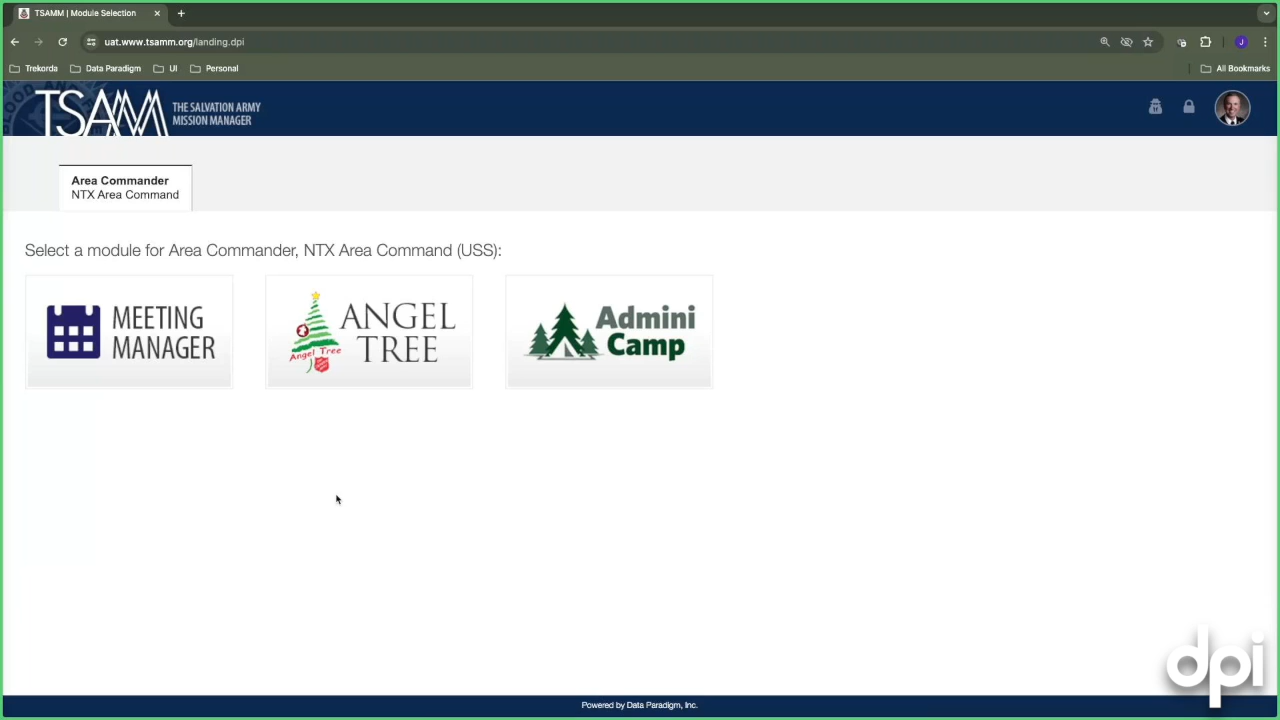 TSAMM | Module Selection
uat.www.tsamm.org/landing.dpi
J
Trekorda
Data Paradigm
UI
Personal
All Bookmarks
TSAMM
THE SALVATION ARMY
MISSION MANAGER
Area Commander
NTX Area Command
Select a module for Area Commander, NTX Area Command (USS):
MEETING
MANAGER
Angel Tree
ANGEL
TREE
Admini
Camp
dpi
Powered by Data Paradigm, Inc.